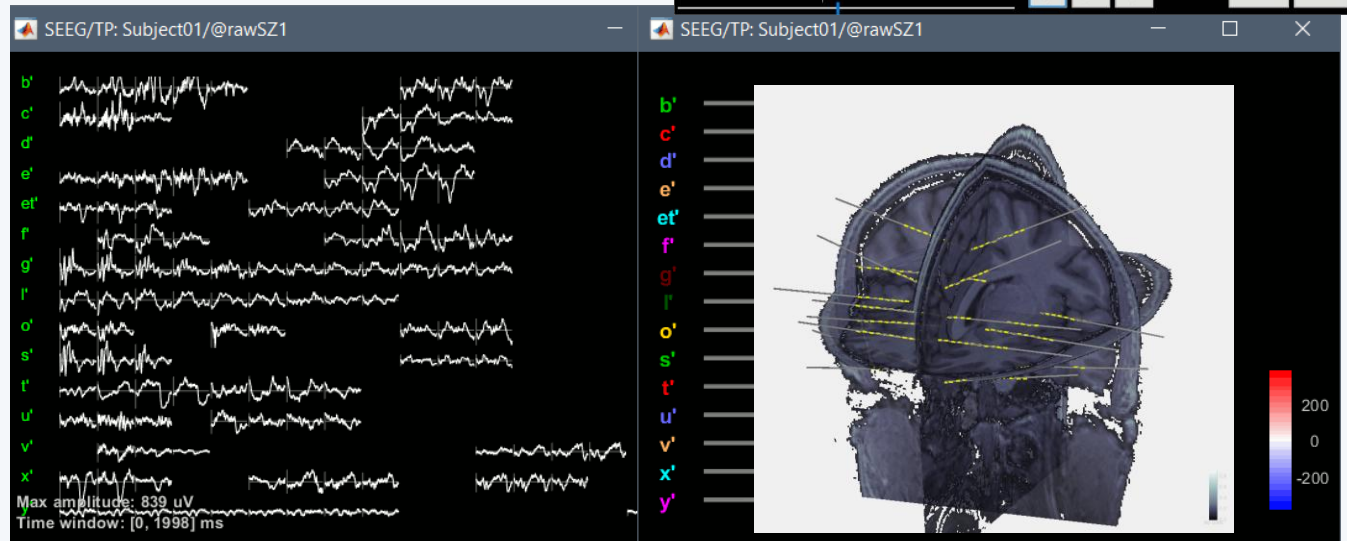 SEEG/TP: Subject01/@rawSZ1
b'
c'
d'
e'
et'
f'
g'
l'
o'
s'
t'
u'
v'
x'
y'
Max amplitude: 839 uV
Time window: [0, 1998] ms
SEEG/TP: Subject01/@rawSZ1
b'
c'
d'
e'
et'
f'
g'
l'
o'
s'
t'
u'
v'
x'
y'
200
0
-200